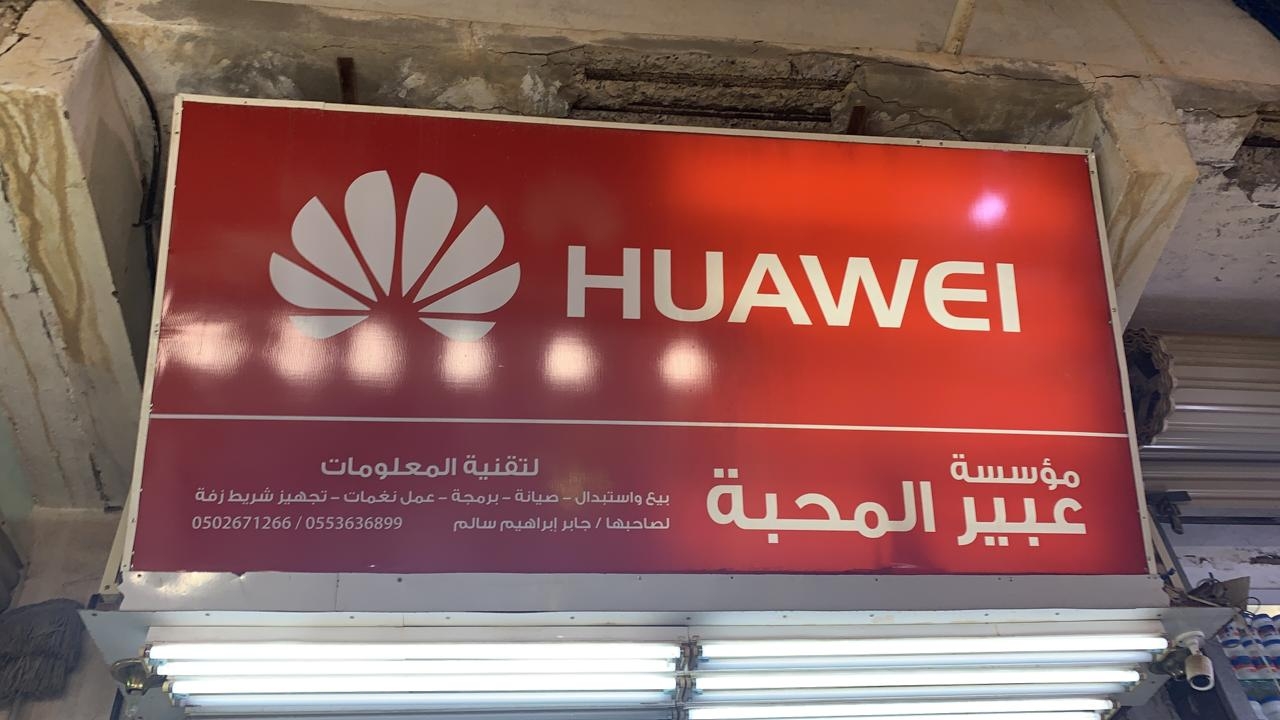 HUAWEI
مؤسسة
عبير المحبة
لتقنية المعلومات
بيع واستبدال - صيانة - برمجة - عمل نغمات - تجهيز شريط زفة
لصاحبها / جابر إبراهيم سالم 0502671266 / 0553636899